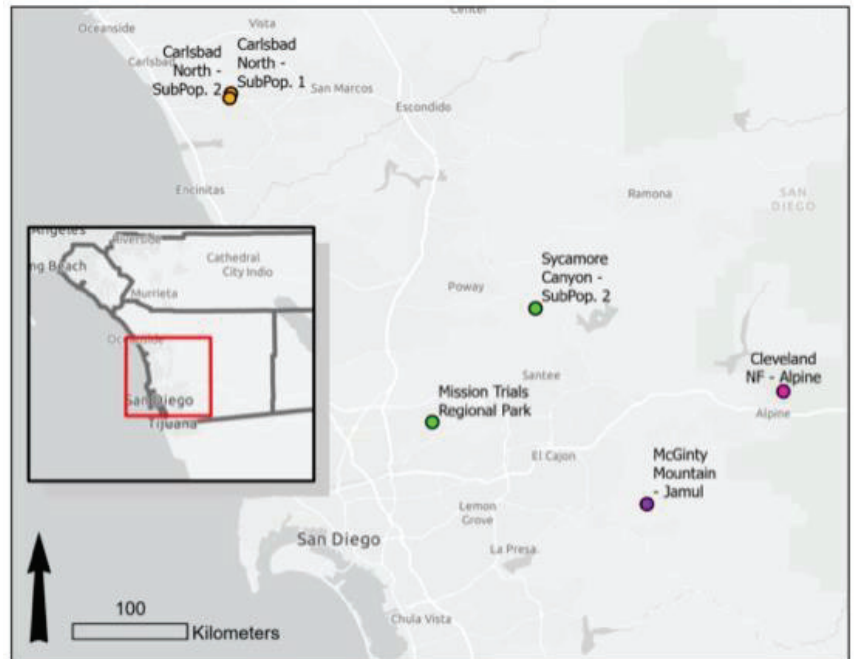 Center
Oceanside
Vista
Carlsbad
Carlsbad
North -
SubPop. 2
Carlsbad
North -
SubPop. 1
San Marcos
Escondido
Encinitas
Ramona
SAN
DIEGO
Angeles
Riverside
ng Beach
Cathedral
City Indio
Murrieta
Oceanside
San Diego
Tijuana
Sycamore
Canyon -
SubPop. 2
Poway
Santee
Cleveland
NF - Alpine
Alpine
Mission Trials
Regional Park
El Cajon
McGinty
Mountain
- Jamul
Lemon
Grove
San Diego
La Presa
Chula Vista
100
Kilometers